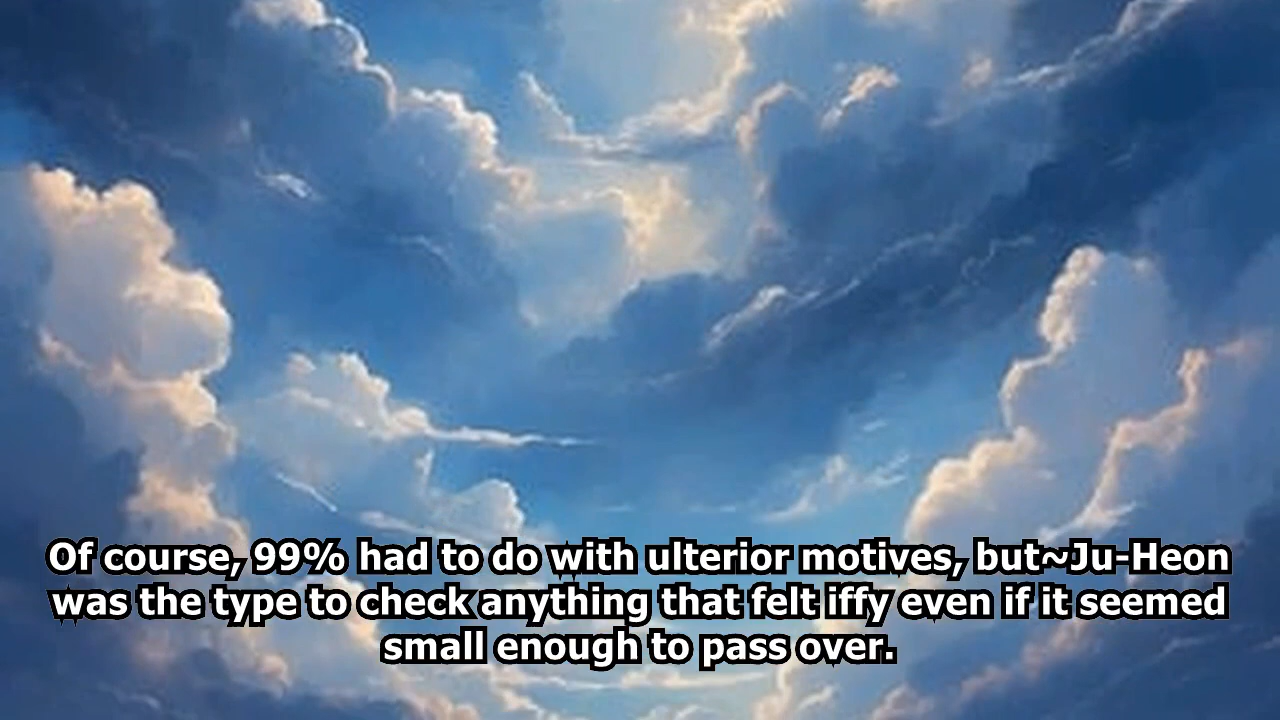 Of course, 99% had to do with ulterior motives, but~Ju-Heon
was the type to check anything that felt iffy even if it seemed
small enough to pass over.